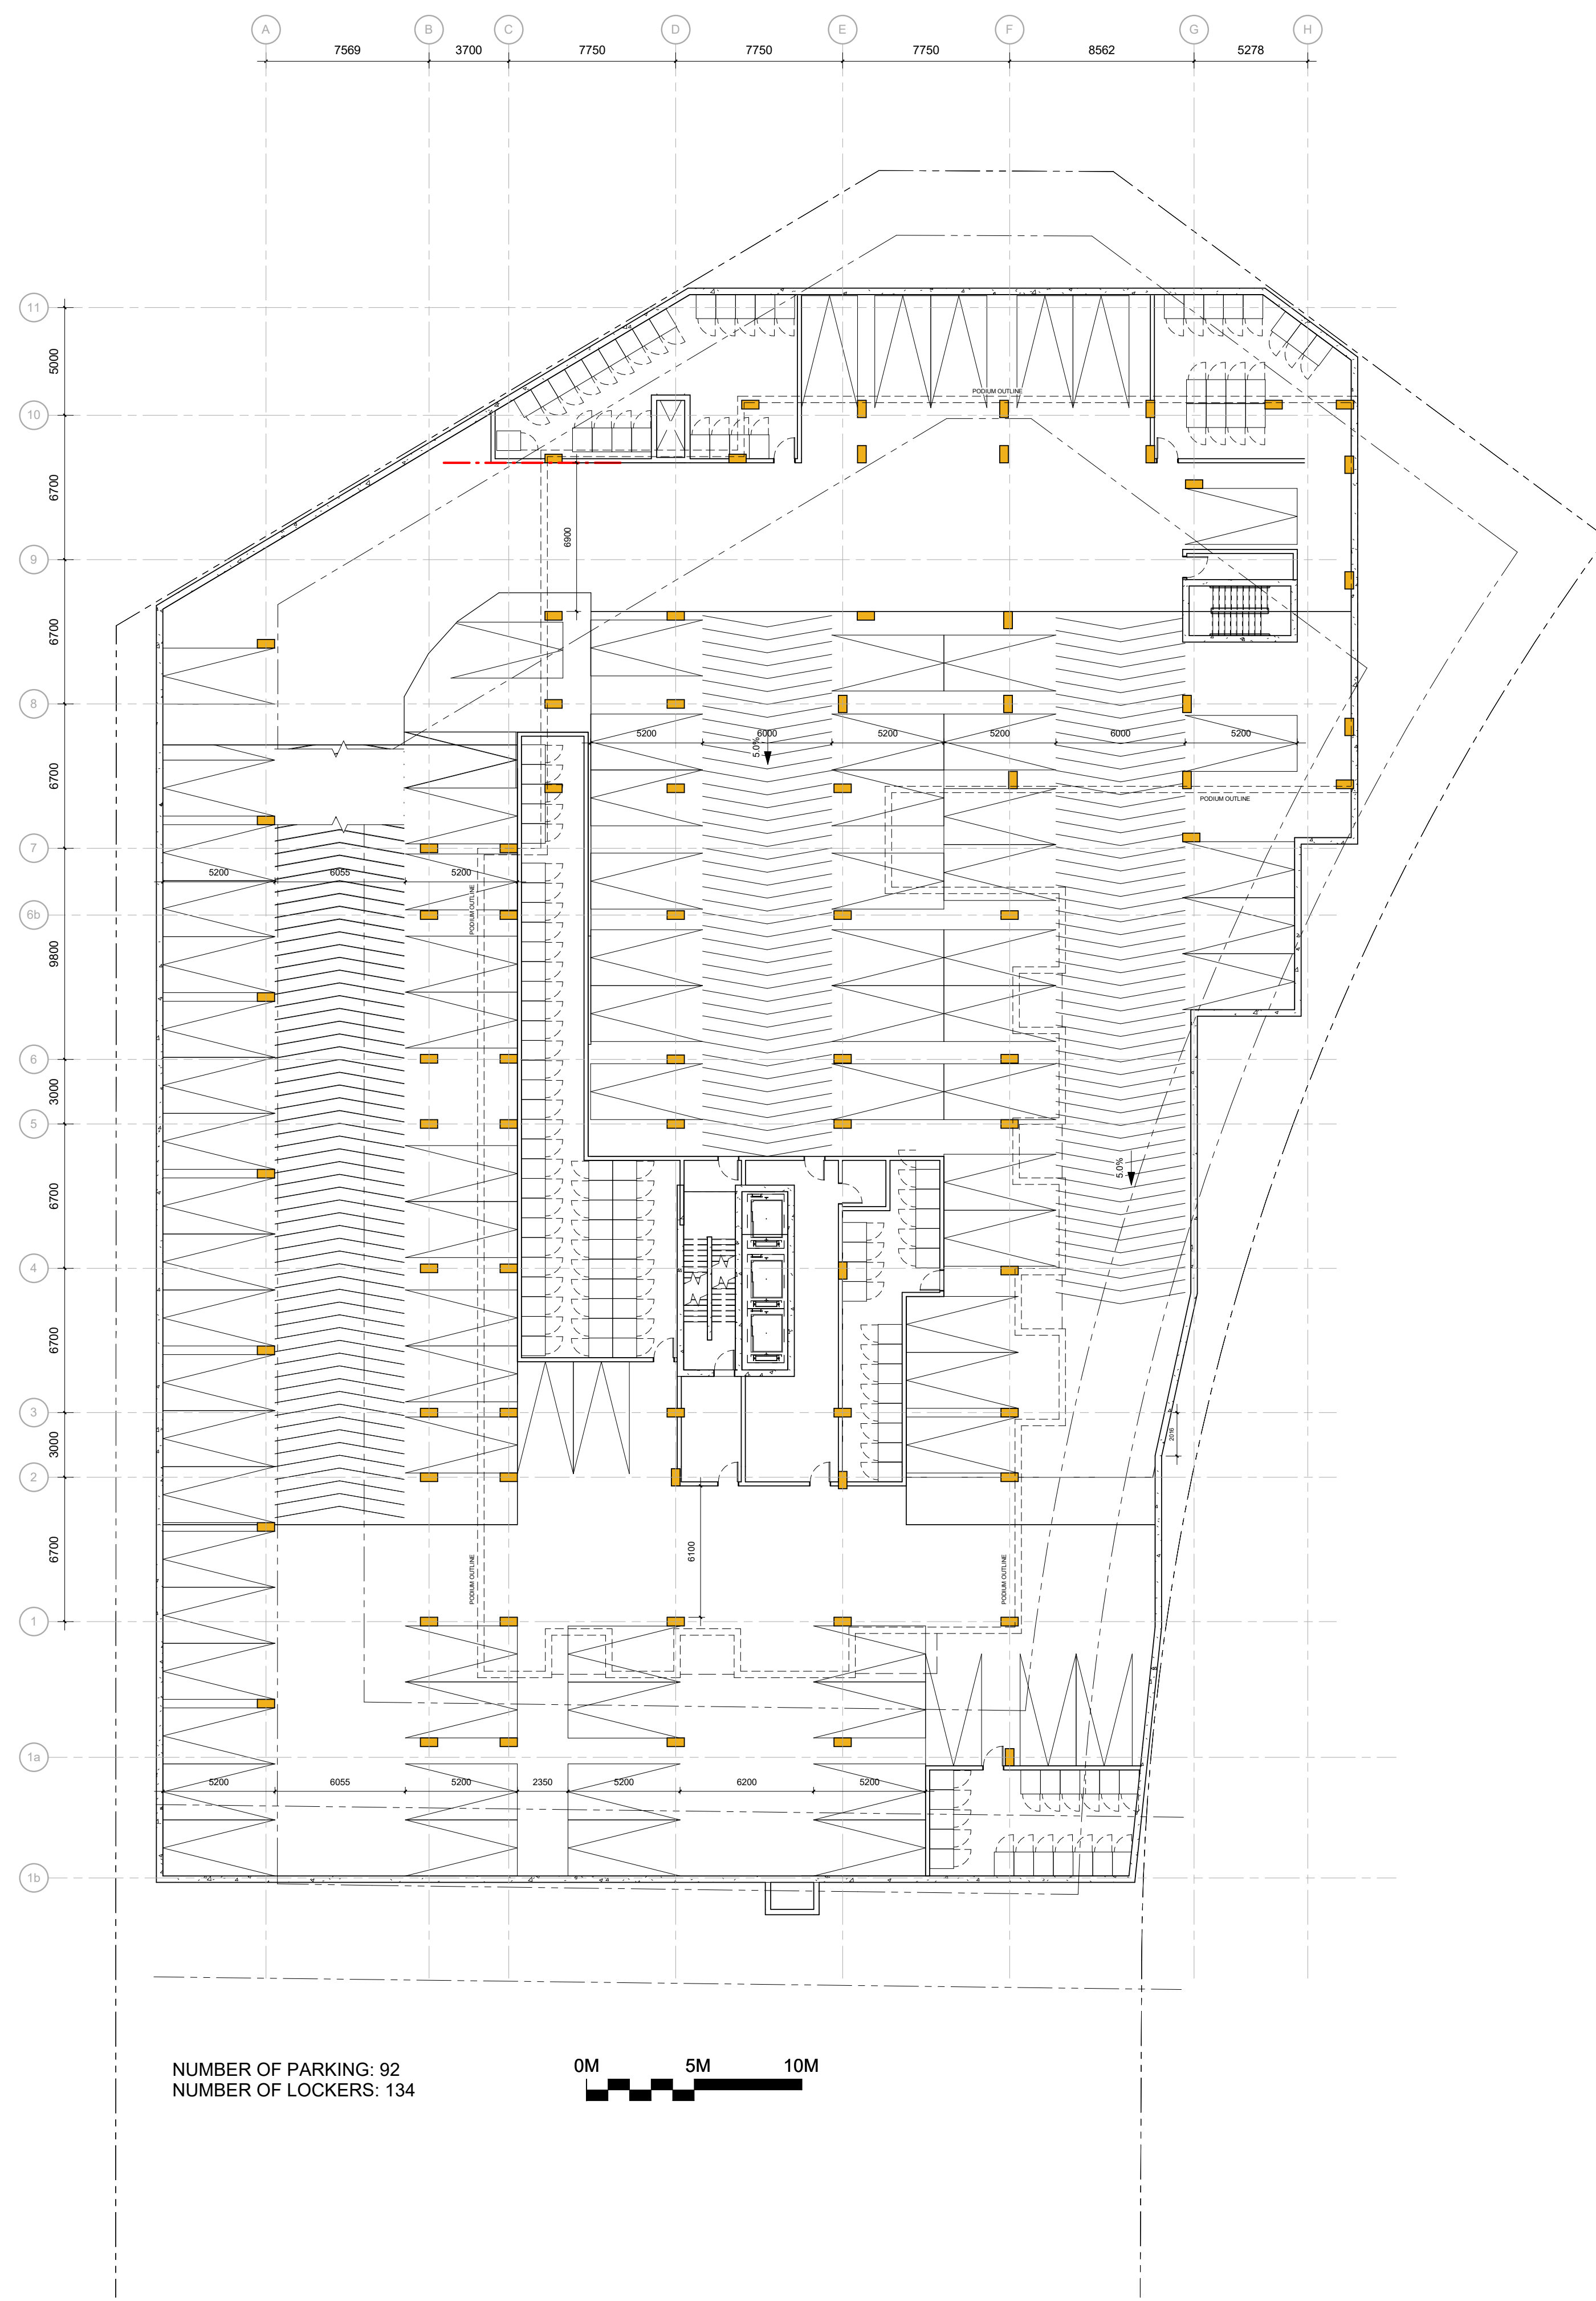 A B C D E F G H
7569 3700 7750 7750 7750 8562 5278
11
5000
10
PODIUM OUTLINE
6700
6900
9
6700
8
5200 6000 5200 5200 6000 5200
5.0%
6700
PODIUM OUTLINE
7
5200 6055 5200
PODIUM OUTLINE
6b
9800
6
3000
5
5.0%
6700
4
6700
3
2016
3000
2
6100
6700
PODIUM OUTLINE
PODIUM OUTLINE
1
1a
5200 6055 5200 2350 5200 6200 5200
1b
NUMBER OF PARKING: 92
NUMBER OF LOCKERS: 134
0M 5M 10M